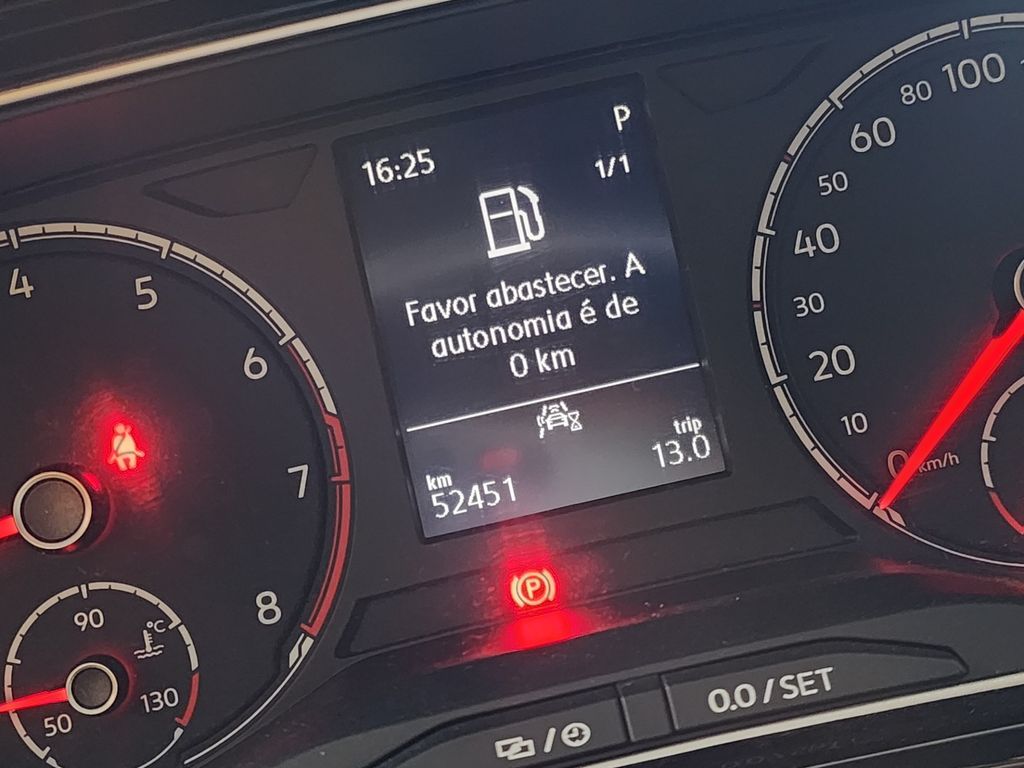 P
16:25
1/1
Favor abastecer. A
autonomia é de
0 km
km
52451
trip
13.0
4
5
6
7
8
90
°C
130
50
100
80
60
50
40
30
20
10
0 km/h
P
0.0 / SET